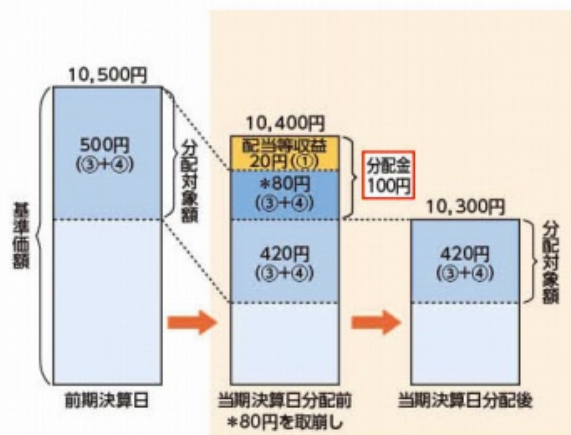 10,500円
500円
(③+④)
分配対象額
基準価額
前期決算日
10,400円
配当等収益
20円(①)
*80円
(③+④)
420円
(③+④)
分配金
100円
当期決算日分配前
*80円を取崩し
10,300円
420円
(③+④)
分配対象額
当期決算日分配後